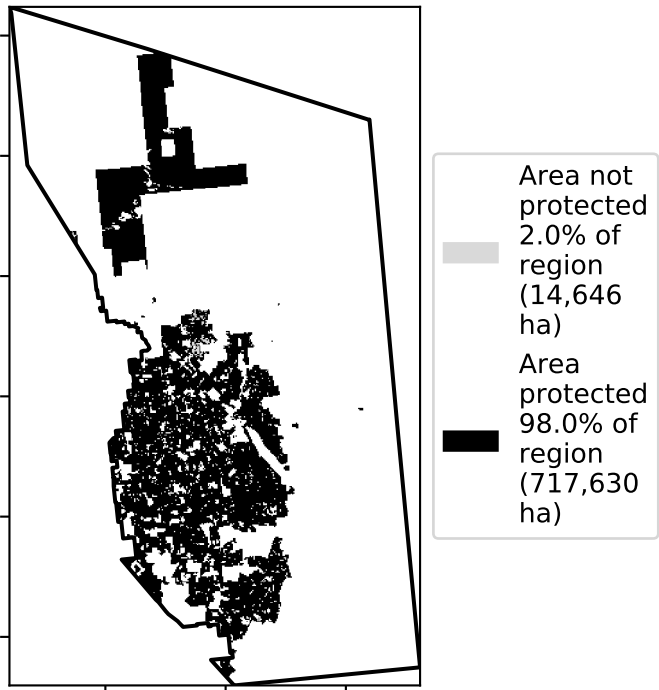 Area not
protected
2.0% of
region
(14,646
ha)
Area
protected
98.0% of
region
(717,630
ha)